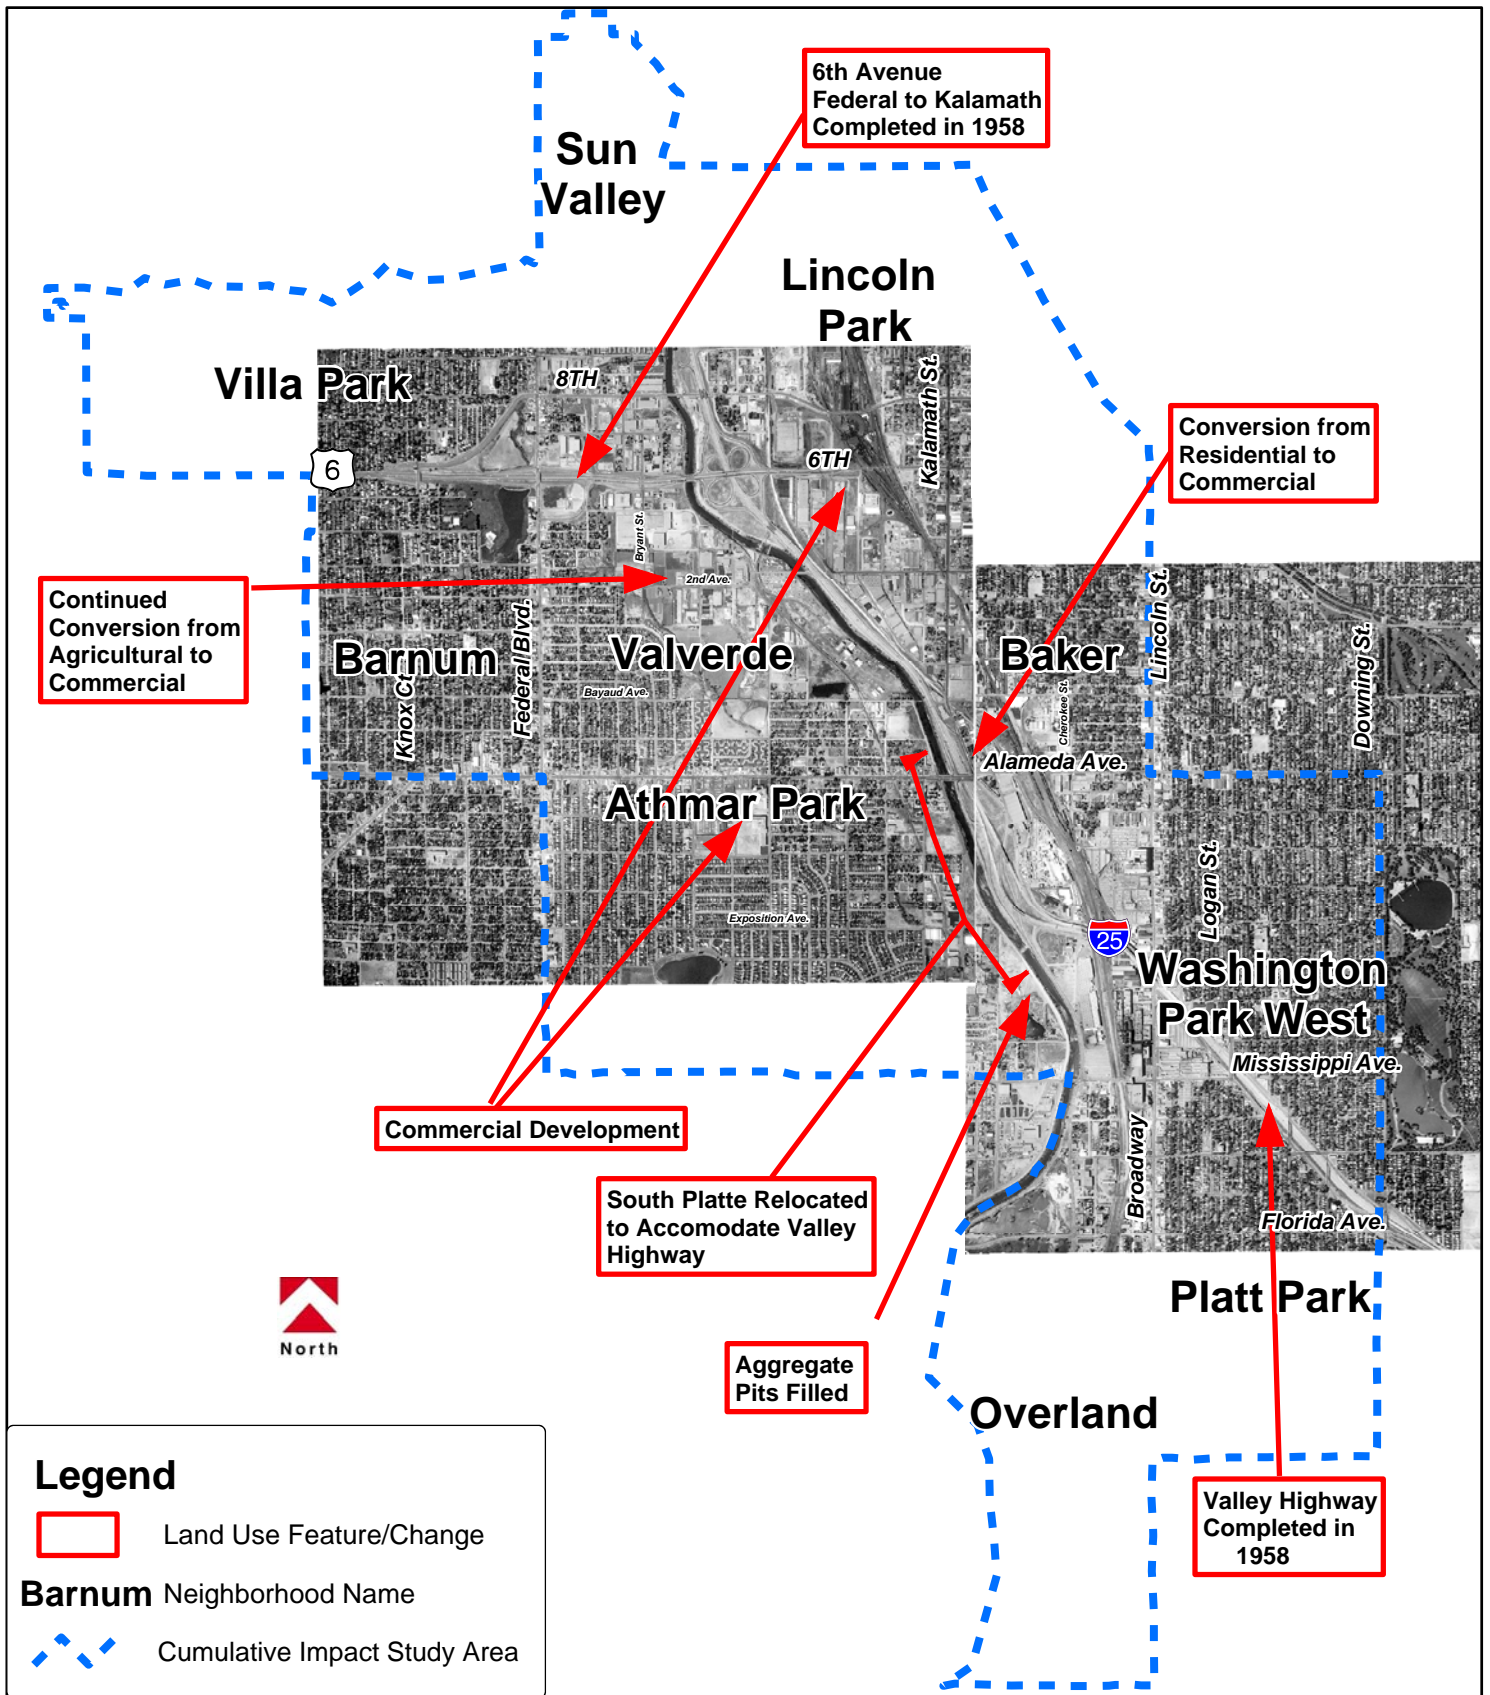 6th Avenue
Federal to Kalamath
Completed in 1958
Sun
Valley
Lincoln
Park
Villa Park
8TH
Kalamath St.
6
6TH
Conversion from
Residential to
Commercial
Bryant St.
2nd Ave.
Continued
Conversion from
Agricultural to
Commercial
Barnum
Knox Ct
Federal Blvd.
Valverde
Bayaud Ave.
Baker
Cherokee St.
Lincoln St.
Downing St.
Alameda Ave.
Athmar Park
Exposition Ave.
Logan St.
25
Washington
Park West
Mississippi Ave.
Commercial Development
Broadway
South Platte Relocated
to Accomodate Valley
Highway
Florida Ave.
North
Platt Park
Aggregate
Pits Filled
Overland
Valley Highway
Completed in
1958
Legend
Land Use Feature/Change
Barnum Neighborhood Name
Cumulative Impact Study Area